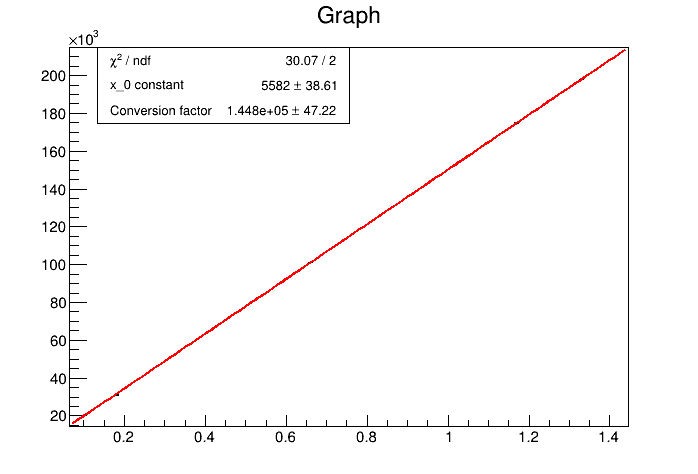 Graph
×10³
χ² / ndf 30.07 / 2
x_0 constant 5582 ± 38.61
Conversion factor 1.448e+05 ± 47.22
200
180
160
140
120
100
80
60
40
20
0.2 0.4 0.6 0.8 1 1.2 1.4